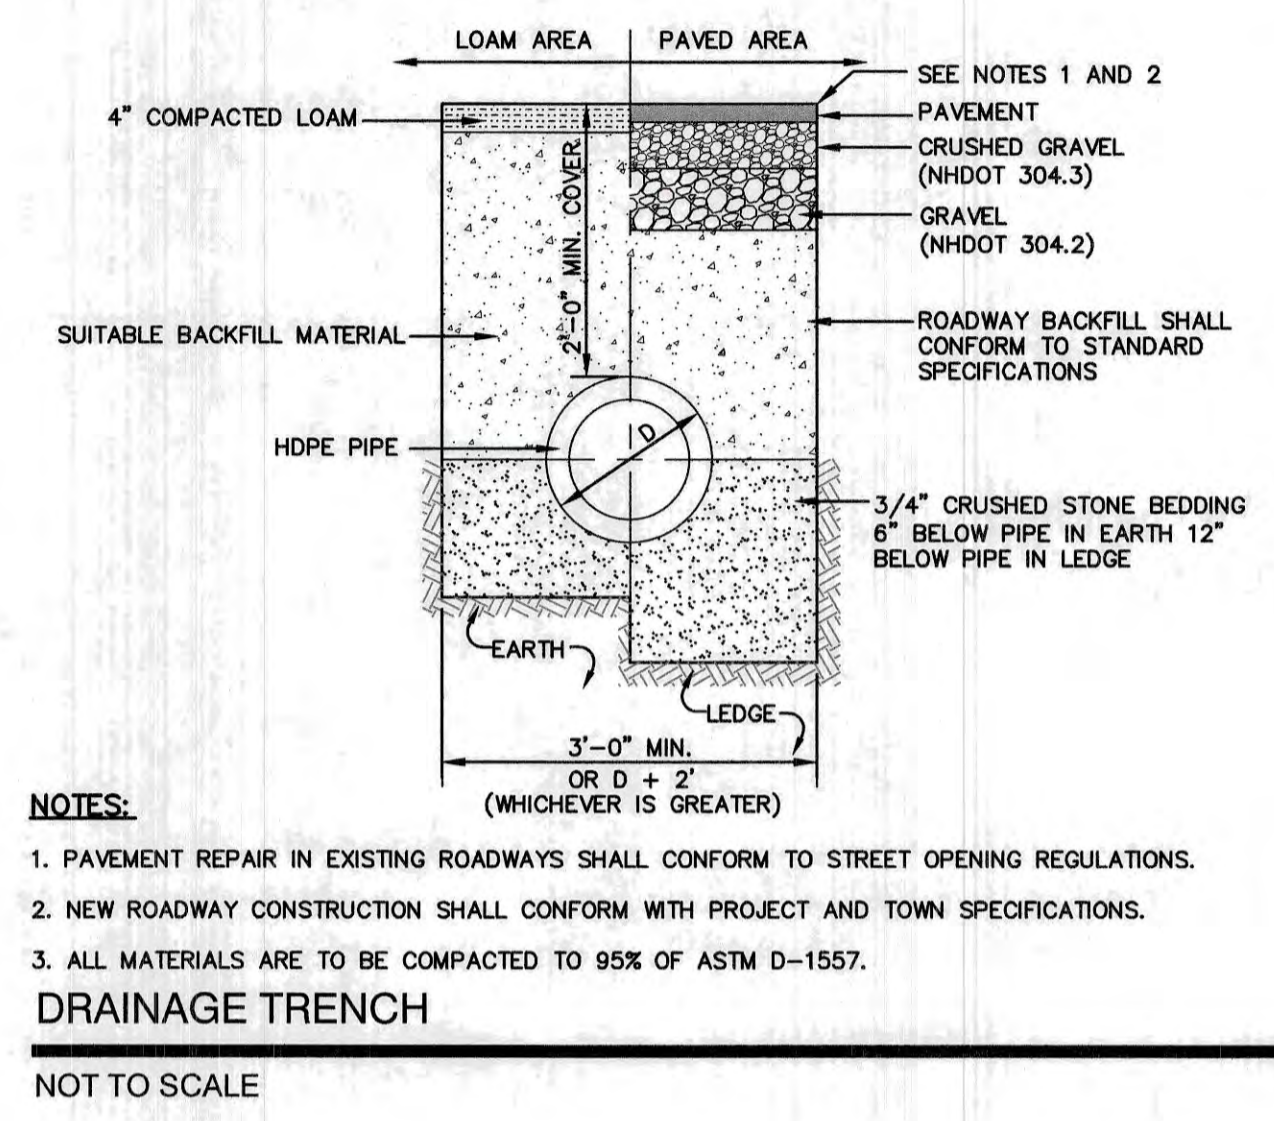 LOAM AREA
PAVED AREA
SEE NOTES 1 AND 2
4" COMPACTED LOAM
PAVEMENT
CRUSHED GRAVEL
(NHDOT 304.3)
GRAVEL
(NHDOT 304.2)
2'-0" MIN. COVER
SUITABLE BACKFILL MATERIAL
ROADWAY BACKFILL SHALL
CONFORM TO STANDARD
SPECIFICATIONS
HDPE PIPE
D
3/4" CRUSHED STONE BEDDING
6" BELOW PIPE IN EARTH 12"
BELOW PIPE IN LEDGE
EARTH
LEDGE
3'-0" MIN.
OR D + 2'
(WHICHEVER IS GREATER)
NOTES:
1. PAVEMENT REPAIR IN EXISTING ROADWAYS SHALL CONFORM TO STREET OPENING REGULATIONS.
2. NEW ROADWAY CONSTRUCTION SHALL CONFORM WITH PROJECT AND TOWN SPECIFICATIONS.
3. ALL MATERIALS ARE TO BE COMPACTED TO 95% OF ASTM D-1557.
DRAINAGE TRENCH
NOT TO SCALE